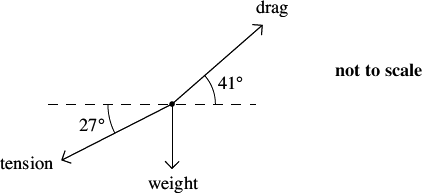 drag
not to scale
41°
27°
tension
weight